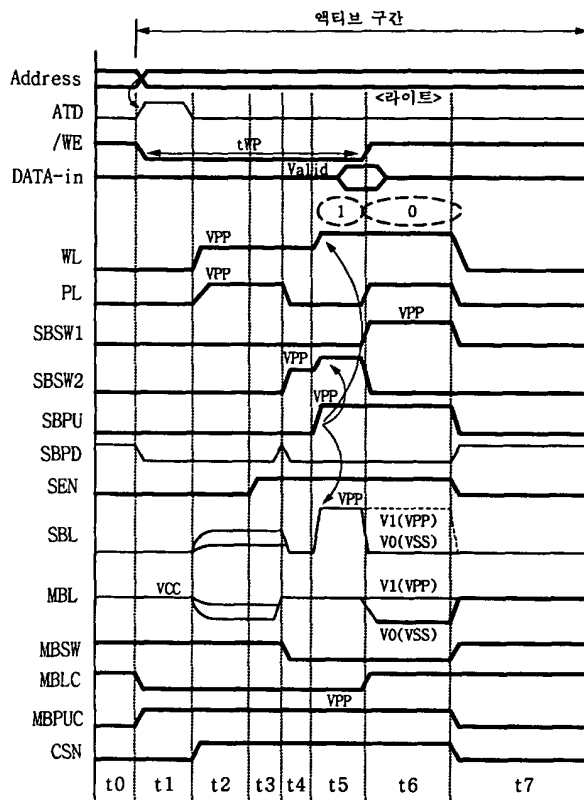 액티브 구간
Address
<라이트>
ATD
/WE
tWP
Valid
DATA-in
1
0
VPP
WL
VPP
PL
VPP
SBSW1
VPP
SBSW2
VPP
SBPU
SBPD
SEN
VPP
V1(VPP)
SBL
V0(VSS)
VCC
V1(VPP)
MBL
V0(VSS)
MBSW
MBLC
VPP
MBPUC
CSN
t0 t1 t2 t3 t4 t5 t6 t7